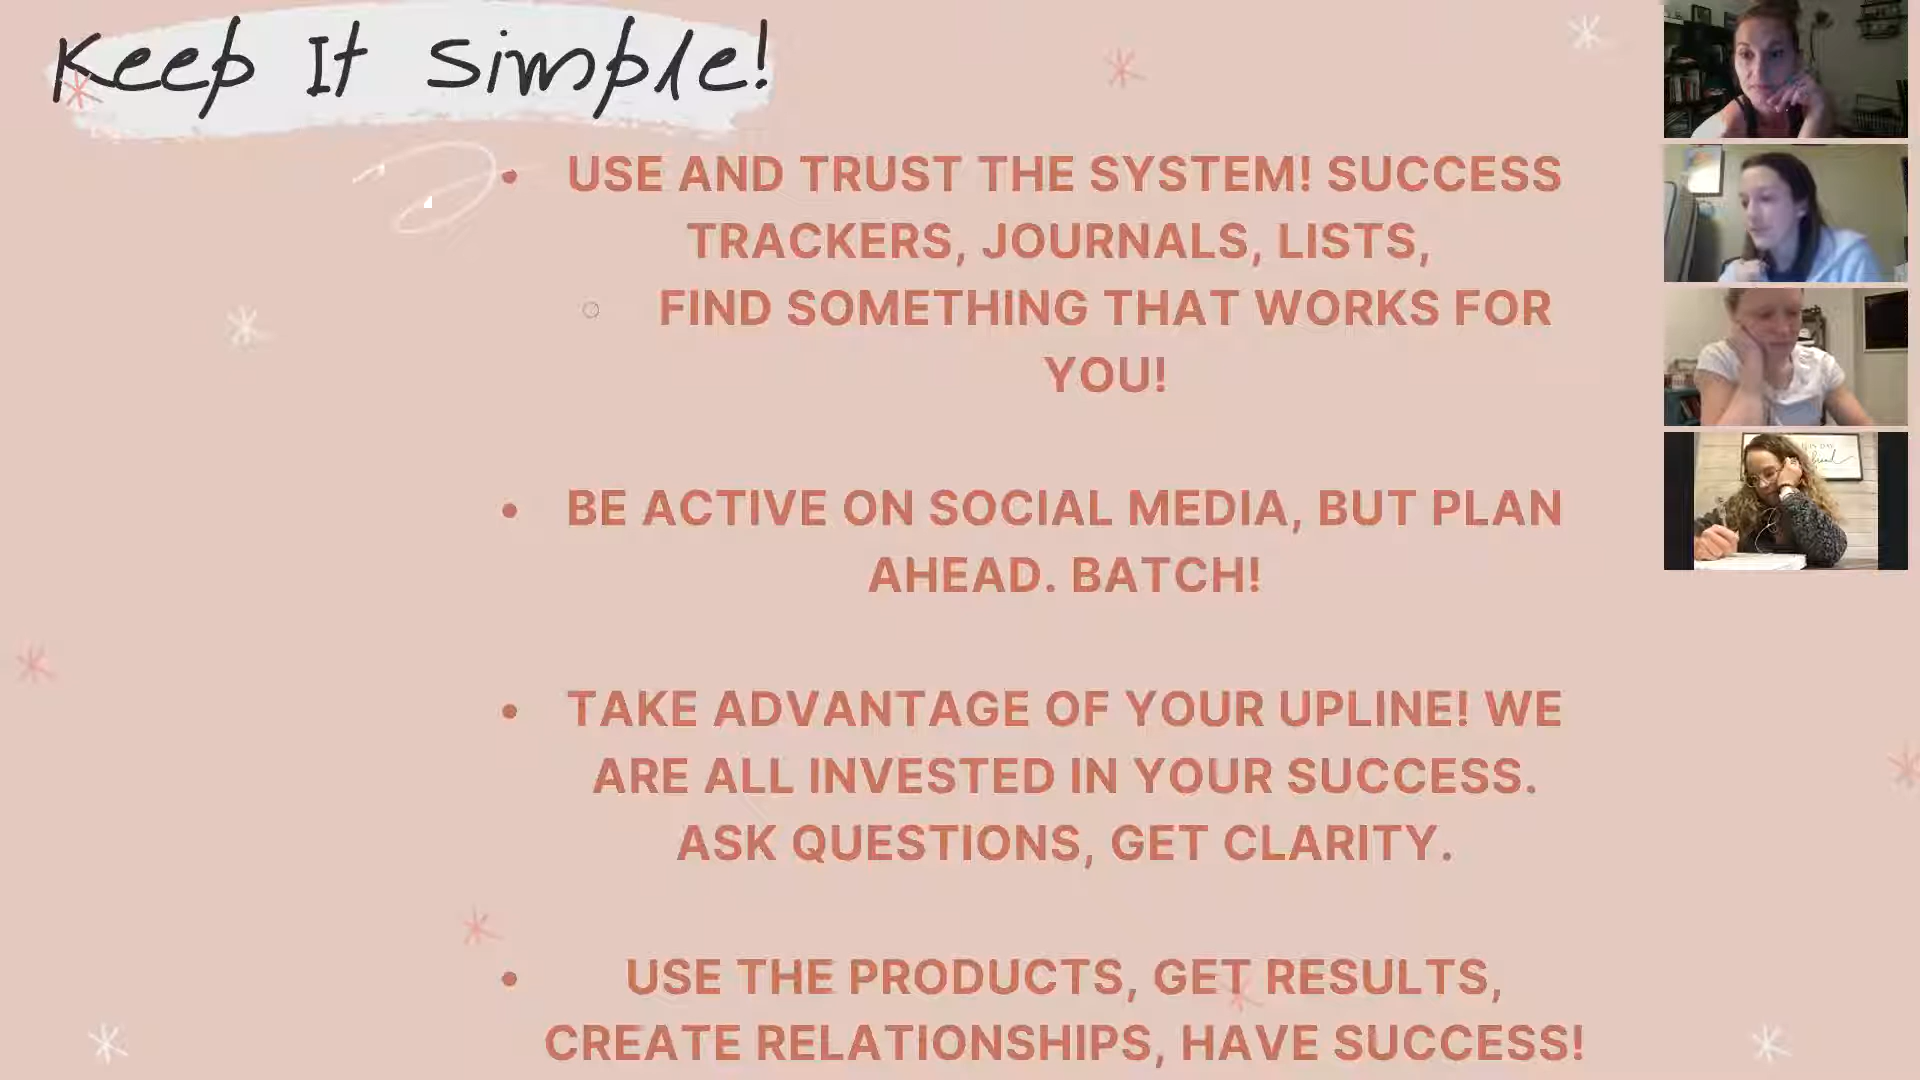 Keep It Simple!
USE AND TRUST THE SYSTEM! SUCCESS
TRACKERS, JOURNALS, LISTS,
FIND SOMETHING THAT WORKS FOR
YOU!
BE ACTIVE ON SOCIAL MEDIA, BUT PLAN
AHEAD. BATCH!
TAKE ADVANTAGE OF YOUR UPLINE! WE
ARE ALL INVESTED IN YOUR SUCCESS.
ASK QUESTIONS, GET CLARITY.
USE THE PRODUCTS, GET RESULTS,
CREATE RELATIONSHIPS, HAVE SUCCESS!